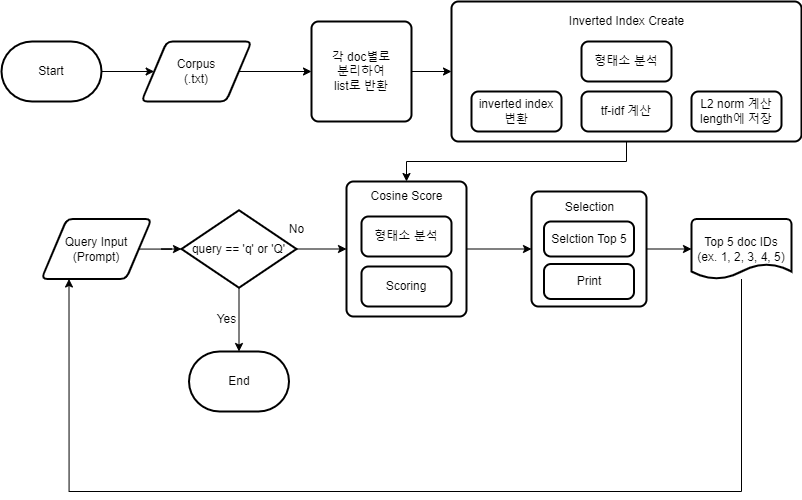 Start
Corpus
(.txt)
각 doc별로
분리하여
list로 반환
Inverted Index Create
형태소 분석
inverted index
변환
tf-idf 계산
L2 norm 계산
length에 저장
Query Input
(Prompt)
query == 'q' or 'Q'
No
Yes
End
Cosine Score
형태소 분석
Scoring
Selection
Selction Top 5
Print
Top 5 doc IDs
(ex. 1, 2, 3, 4, 5)